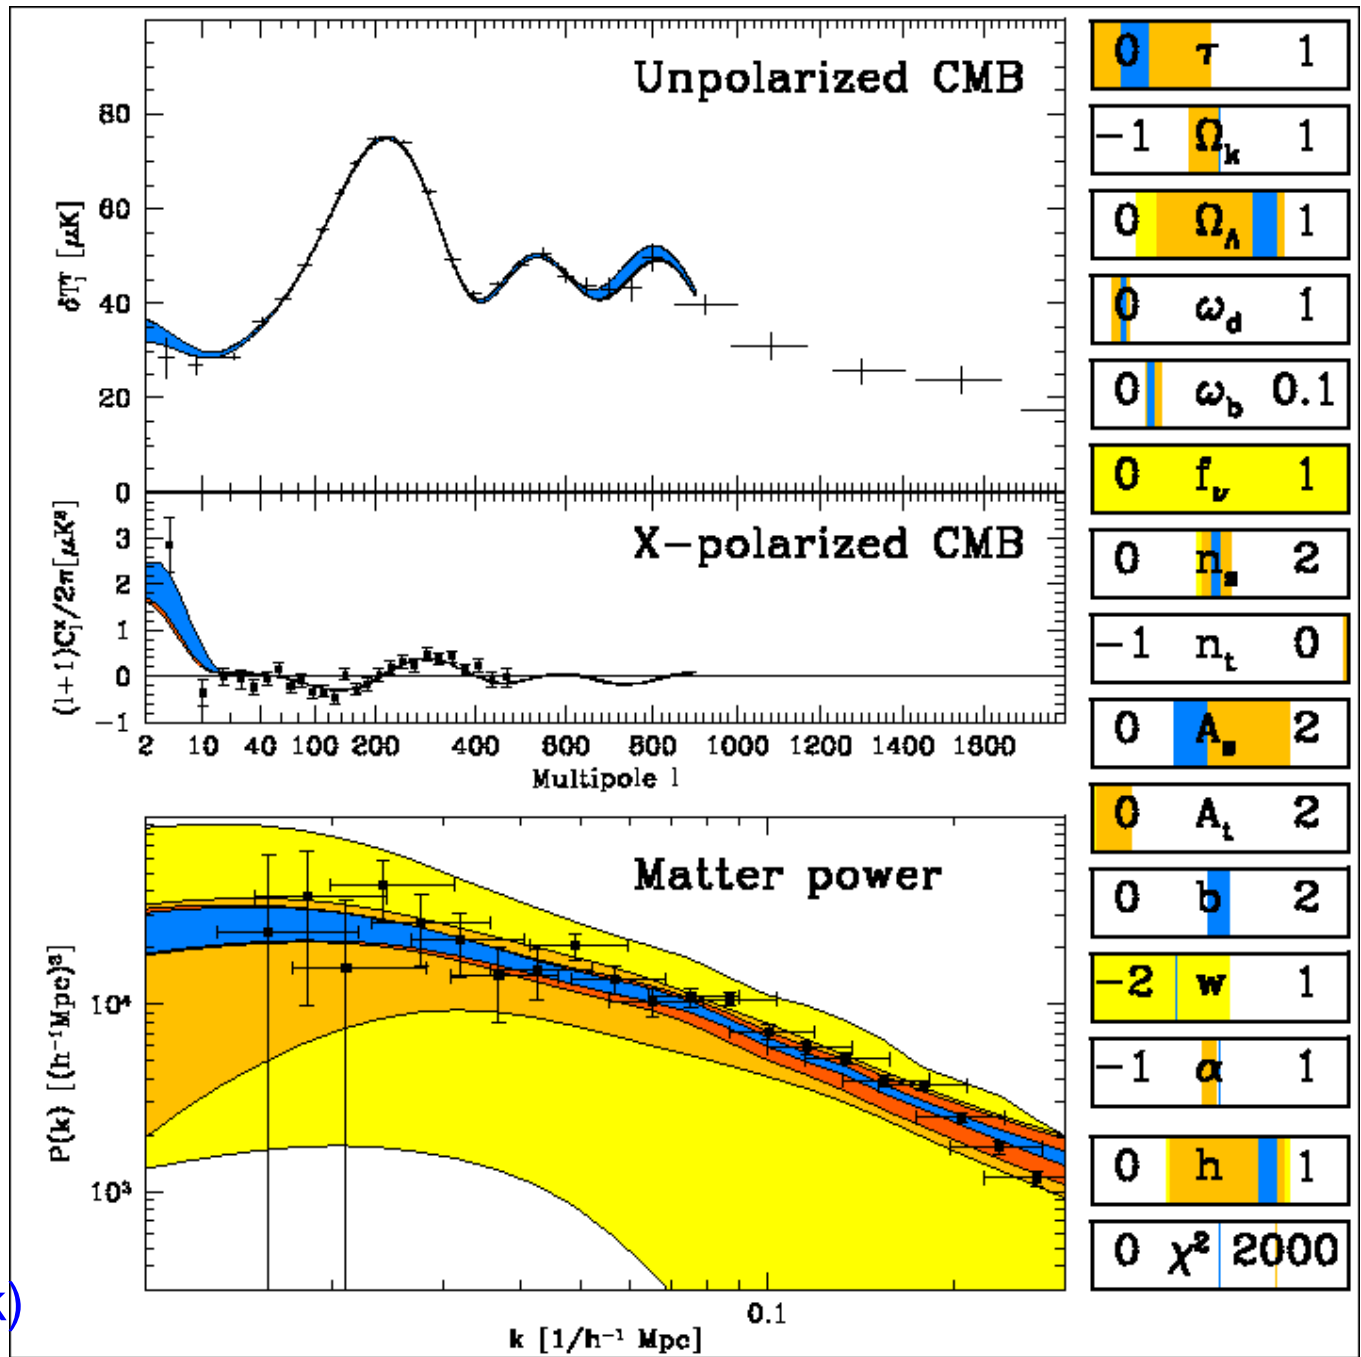 Unpolarized CMB
δT_l^T [μK]
80
60
40
20
0
X-polarized CMB
(l+1)C_l^x/2π[μK²]
3
2
1
0
-1
2 10 40 100 200 400 600 800 1000 1200 1400 1600
Multipole l
Matter power
P(k) [(h⁻¹Mpc)³]
10⁴
10³
0.1
k [1/h⁻¹ Mpc]
0 τ 1
-1 Ω_k 1
0 Ω_Λ 1
0 ω_d 1
0 ω_b 0.1
0 f_ν 1
0 n_s 2
-1 n_t 0
0 A_s 2
0 A_t 2
0 b 2
-2 w 1
-1 α 1
0 h 1
0 χ² 2000